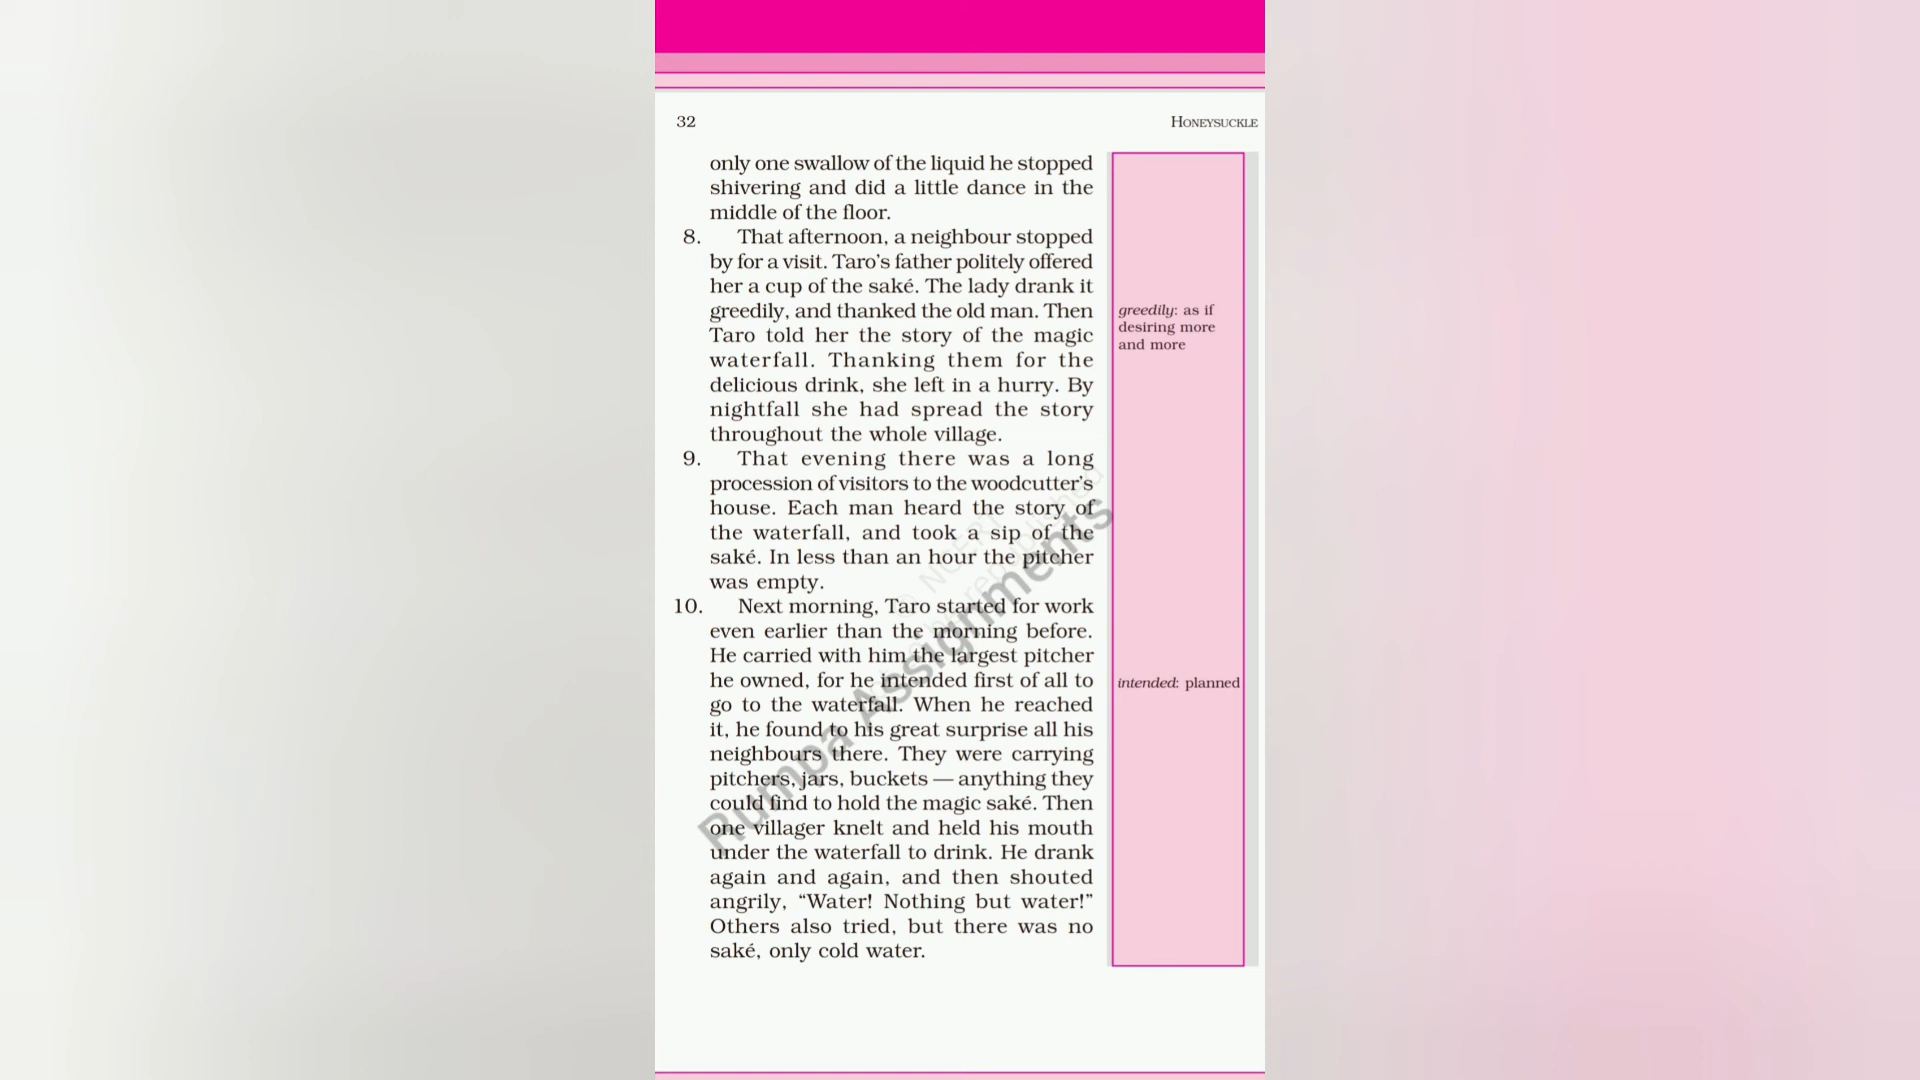 32
HONEYSUCKLE
only one swallow of the liquid he stopped
shivering and did a little dance in the
middle of the floor.
8. That afternoon, a neighbour stopped
by for a visit. Taro’s father politely offered
her a cup of the saké. The lady drank it
greedily, and thanked the old man. Then
Taro told her the story of the magic
waterfall. Thanking them for the
delicious drink, she left in a hurry. By
nightfall she had spread the story
throughout the whole village.
9. That evening there was a long
procession of visitors to the woodcutter’s
house. Each man heard the story of
the waterfall, and took a sip of the
saké. In less than an hour the pitcher
was empty.
10. Next morning, Taro started for work
even earlier than the morning before.
He carried with him the largest pitcher
he owned, for he intended first of all to
go to the waterfall. When he reached
it, he found to his great surprise all his
neighbours there. They were carrying
pitchers, jars, buckets — anything they
could find to hold the magic saké. Then
one villager knelt and held his mouth
under the waterfall to drink. He drank
again and again, and then shouted
angrily, “Water! Nothing but water!”
Others also tried, but there was no
saké, only cold water.
greedily: as if
desiring more
and more
intended: planned
Rumpa Assignments